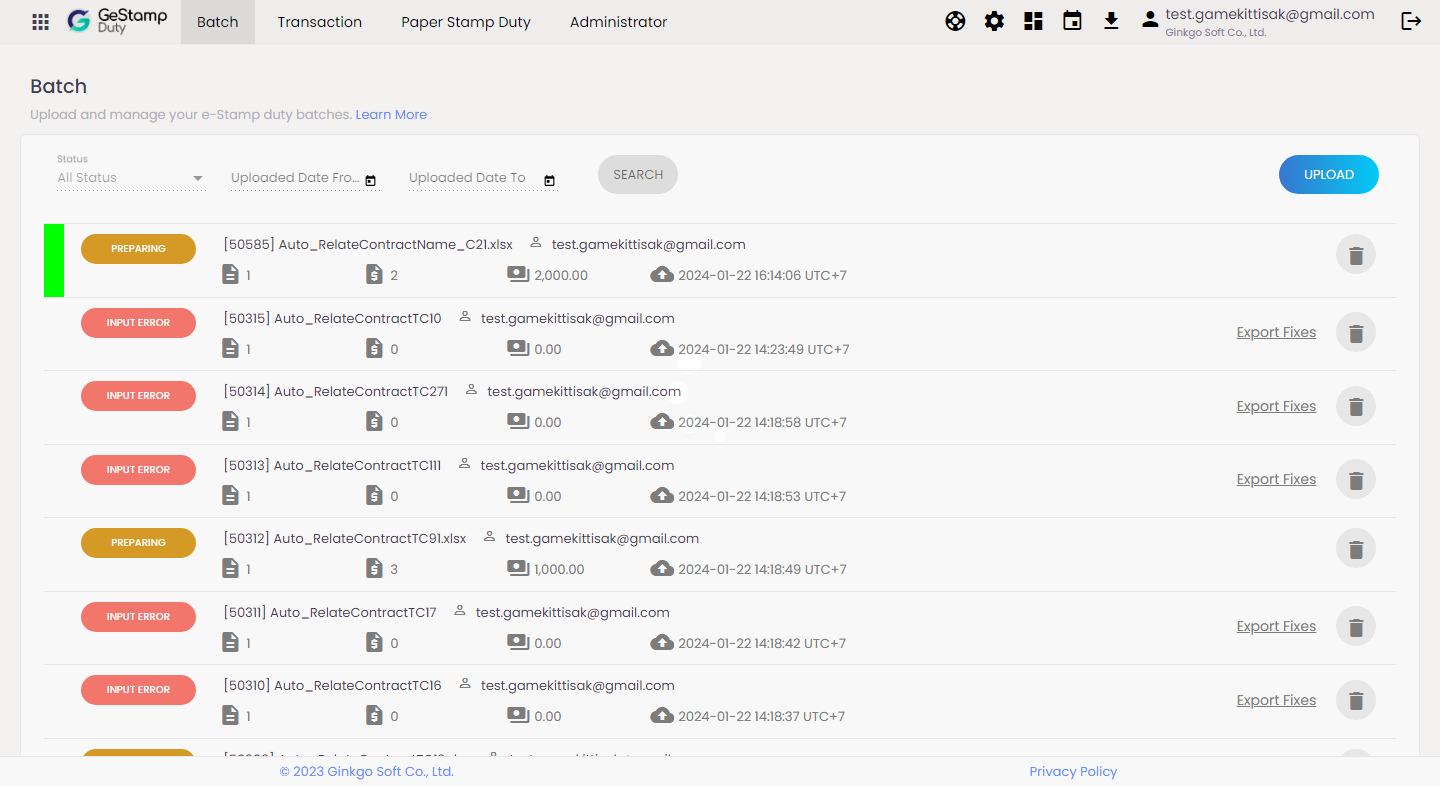 GeStamp Duty Batch Transaction Paper Stamp Duty Administrator test.gamekittisak@gmail.com
Ginkgo Soft Co., Ltd.
Batch
Upload and manage your e-Stamp duty batches. Learn More
Status
All Status Uploaded Date Fro... Uploaded Date To SEARCH UPLOAD
PREPARING [50585] Auto_RelateContractName_C21.xlsx test.gamekittisak@gmail.com
1 2 2,000.00 2024-01-22 16:14:06 UTC+7
INPUT ERROR [50315] Auto_RelateContractTC10 test.gamekittisak@gmail.com
Export Fixes
1 0 0.00 2024-01-22 14:23:49 UTC+7
INPUT ERROR [50314] Auto_RelateContractTC271 test.gamekittisak@gmail.com
Export Fixes
1 0 0.00 2024-01-22 14:18:58 UTC+7
INPUT ERROR [50313] Auto_RelateContractTC111 test.gamekittisak@gmail.com
Export Fixes
1 0 0.00 2024-01-22 14:18:53 UTC+7
PREPARING [50312] Auto_RelateContractTC91.xlsx test.gamekittisak@gmail.com
1 3 1,000.00 2024-01-22 14:18:49 UTC+7
INPUT ERROR [50311] Auto_RelateContractTC17 test.gamekittisak@gmail.com
Export Fixes
1 0 0.00 2024-01-22 14:18:42 UTC+7
INPUT ERROR [50310] Auto_RelateContractTC16 test.gamekittisak@gmail.com
Export Fixes
1 0 0.00 2024-01-22 14:18:37 UTC+7
© 2023 Ginkgo Soft Co., Ltd. Privacy Policy